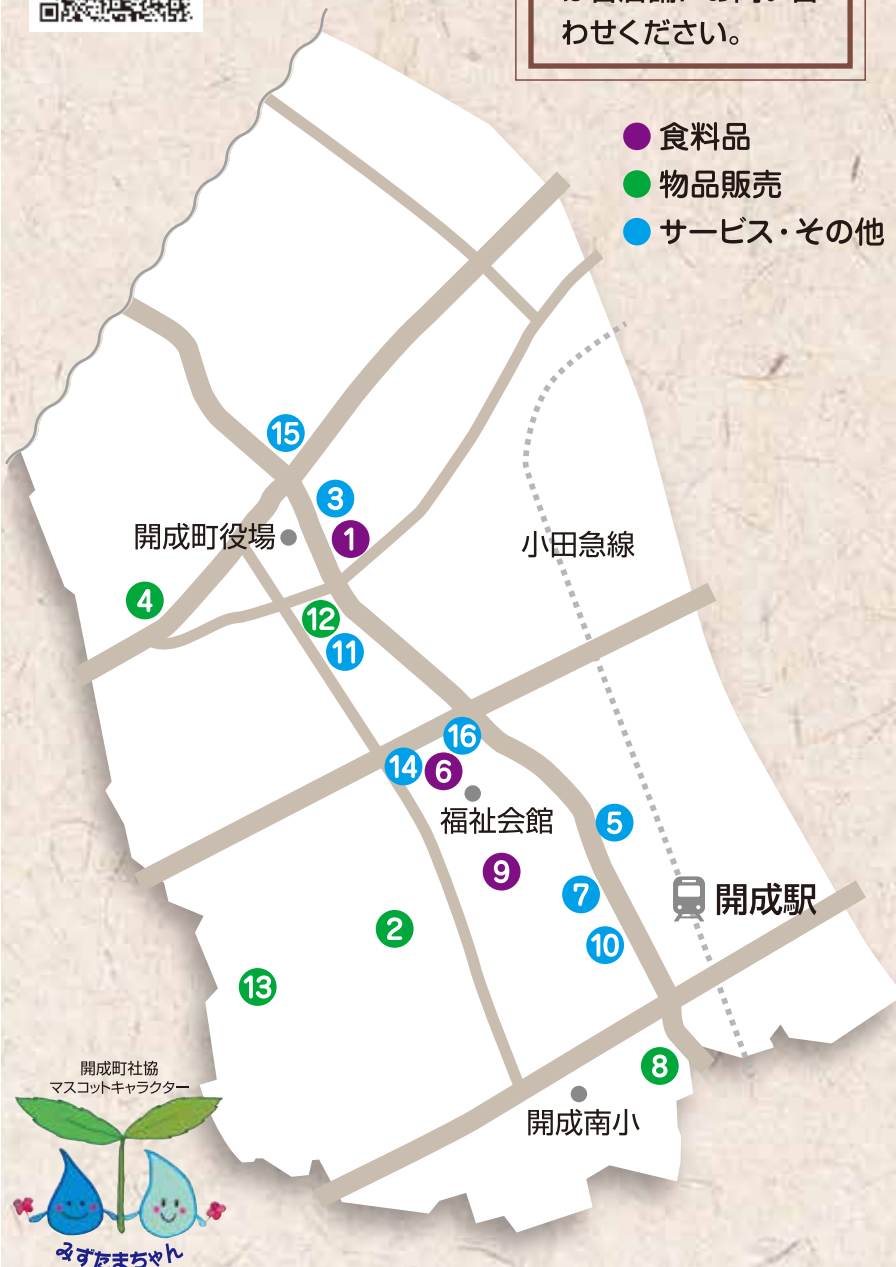 わせください。
食料品
物品販売
サービス・その他
15
3
開成町役場
1
小田急線
4
12
11
16
14
6
福祉会館
5
9
7
開成駅
2
10
13
8
開成町社協
マスコットキャラクター
開成南小
みずたまちゃん